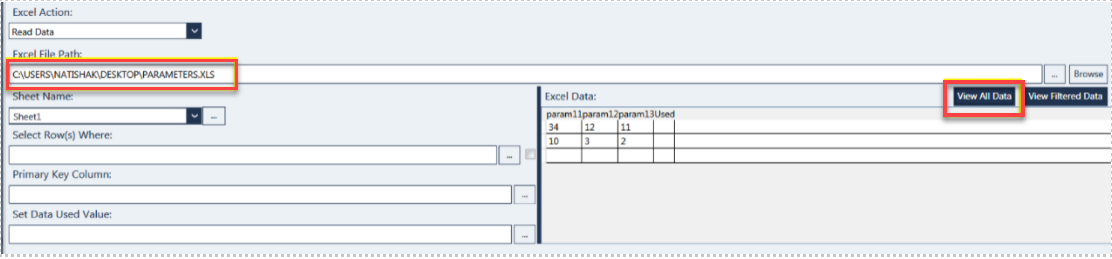 Excel Action:
Read Data
Excel File Path:
C:\USERS\NATISHAK\DESKTOP\PARAMETERS.XLS
... Browse
Sheet Name:
Sheet1 ...
Select Row(s) Where:
...
Primary Key Column:
...
Set Data Used Value:
...
Excel Data: View All Data View Filtered Data
param11 param12 param13 Used
34 12 11
10 3 2